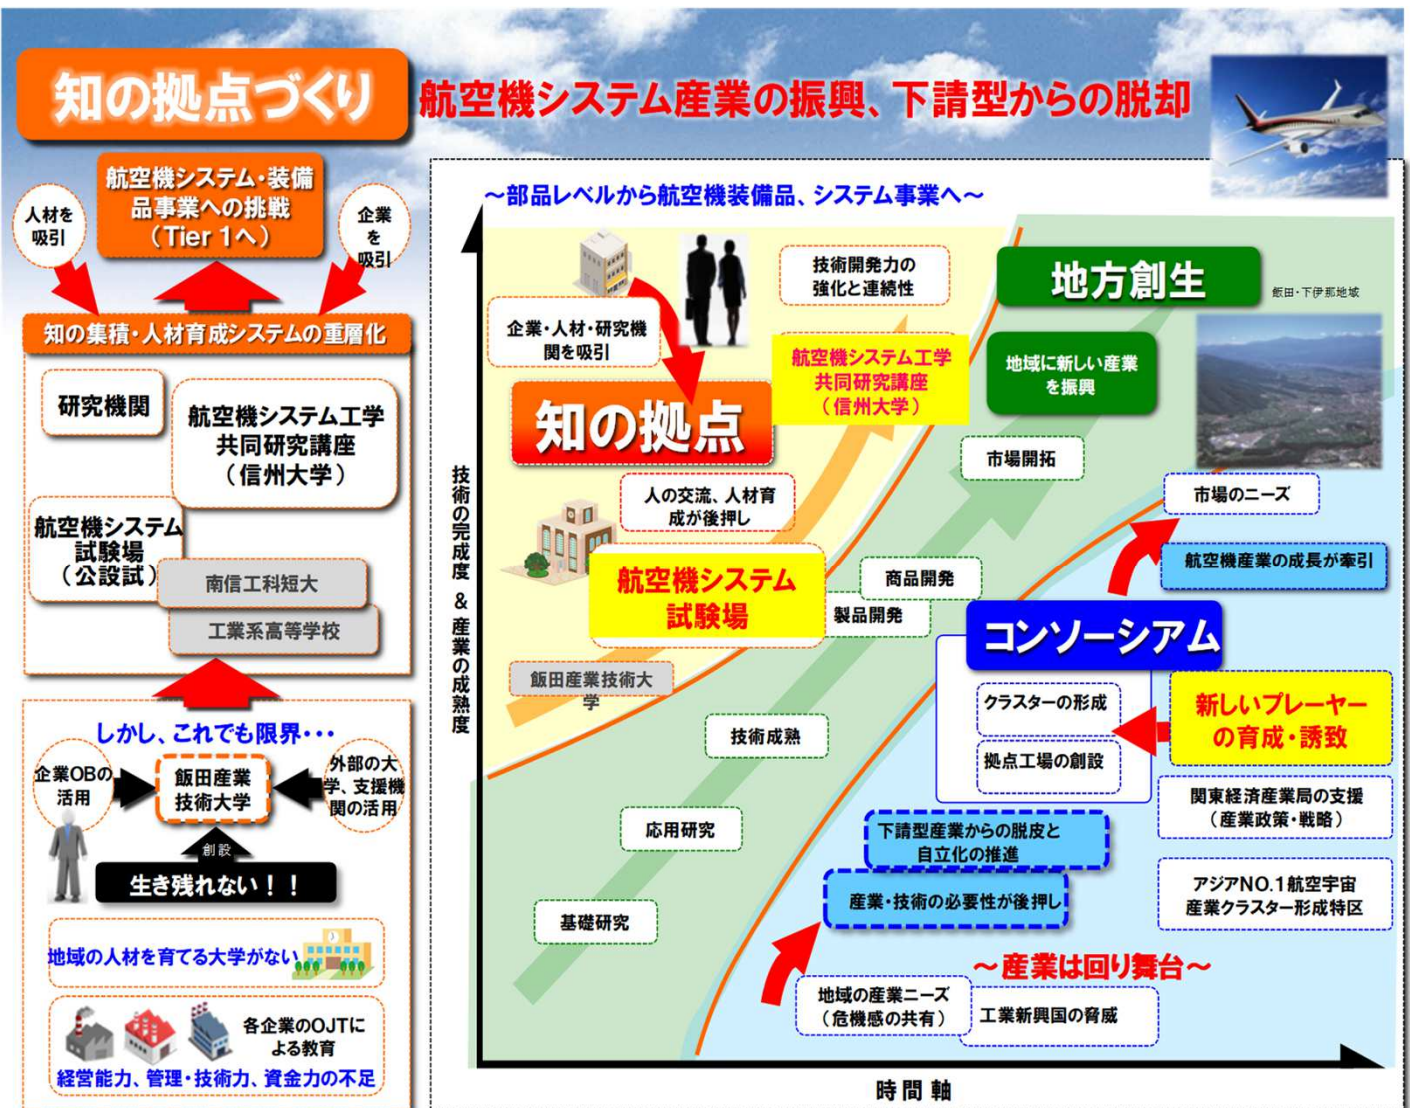 知の拠点づくり
航空機システム産業の振興、下請型からの脱却
航空機システム・装備
品事業への挑戦
（Tier 1へ）
人材を
吸引
企業
を
吸引
知の集積・人材育成システムの重層化
研究機関
航空機システム工学
共同研究講座
（信州大学）
航空機システム
試験場
（公設試）
南信工科短大
工業系高等学校
しかし、これでも限界・・・
企業OBの
活用
飯田産業
技術大学
外部の大
学、支援機
関の活用
創設
生き残れない！！
地域の人材を育てる大学がない
各企業のOJTに
よる教育
経営能力、管理・技術力、資金力の不足
～部品レベルから航空機装備品、システム事業へ～
技術の完成度 & 産業の成熟度
企業・人材・研究機
関を吸引
技術開発力の
強化と連続性
航空機システム工学
共同研究講座
（信州大学）
知の拠点
人の交流、人材育
成が後押し
航空機システム
試験場
飯田産業技術大
学
地方創生
飯田・下伊那地域
地域に新しい産業
を振興
市場開拓
商品開発
製品開発
技術成熟
応用研究
基礎研究
市場のニーズ
航空機産業の成長が牽引
コンソーシアム
クラスターの形成
拠点工場の創設
新しいプレーヤー
の育成・誘致
関東経済産業局の支援
（産業政策・戦略）
アジアNO.1航空宇宙
産業クラスター形成特区
下請型産業からの脱皮と
自立化の推進
産業・技術の必要性が後押し
～産業は回り舞台～
地域の産業ニーズ
（危機感の共有）
工業新興国の脅威
時間軸